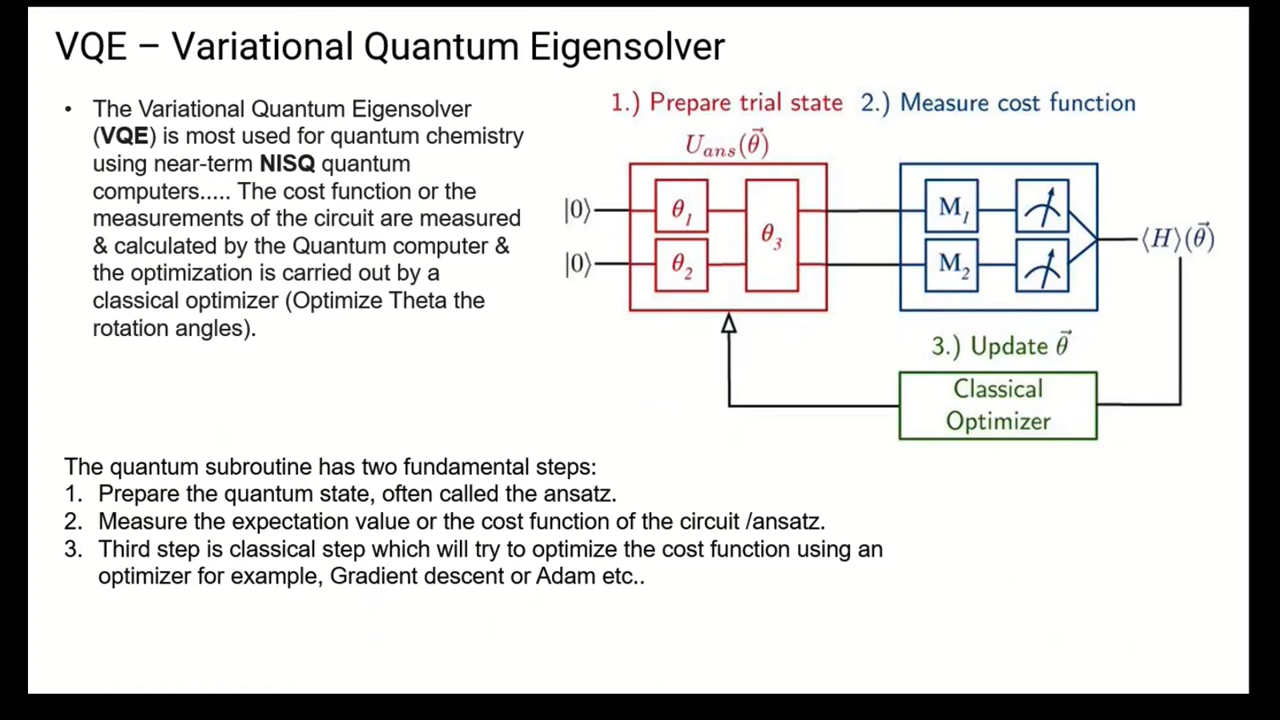 VQE – Variational Quantum Eigensolver
• The Variational Quantum Eigensolver
(VQE) is most used for quantum chemistry
using near-term NISQ quantum
computers..... The cost function or the
measurements of the circuit are measured
& calculated by the Quantum computer &
the optimization is carried out by a
classical optimizer (Optimize Theta the
rotation angles).
1.) Prepare trial state
2.) Measure cost function
U_ans(θ⃗)
|0⟩
θ₁
|0⟩
θ₂
θ₃
M₁
M₂
⟨H⟩(θ⃗)
3.) Update θ⃗
Classical
Optimizer
The quantum subroutine has two fundamental steps:
1. Prepare the quantum state, often called the ansatz.
2. Measure the expectation value or the cost function of the circuit /ansatz.
3. Third step is classical step which will try to optimize the cost function using an
optimizer for example, Gradient descent or Adam etc..